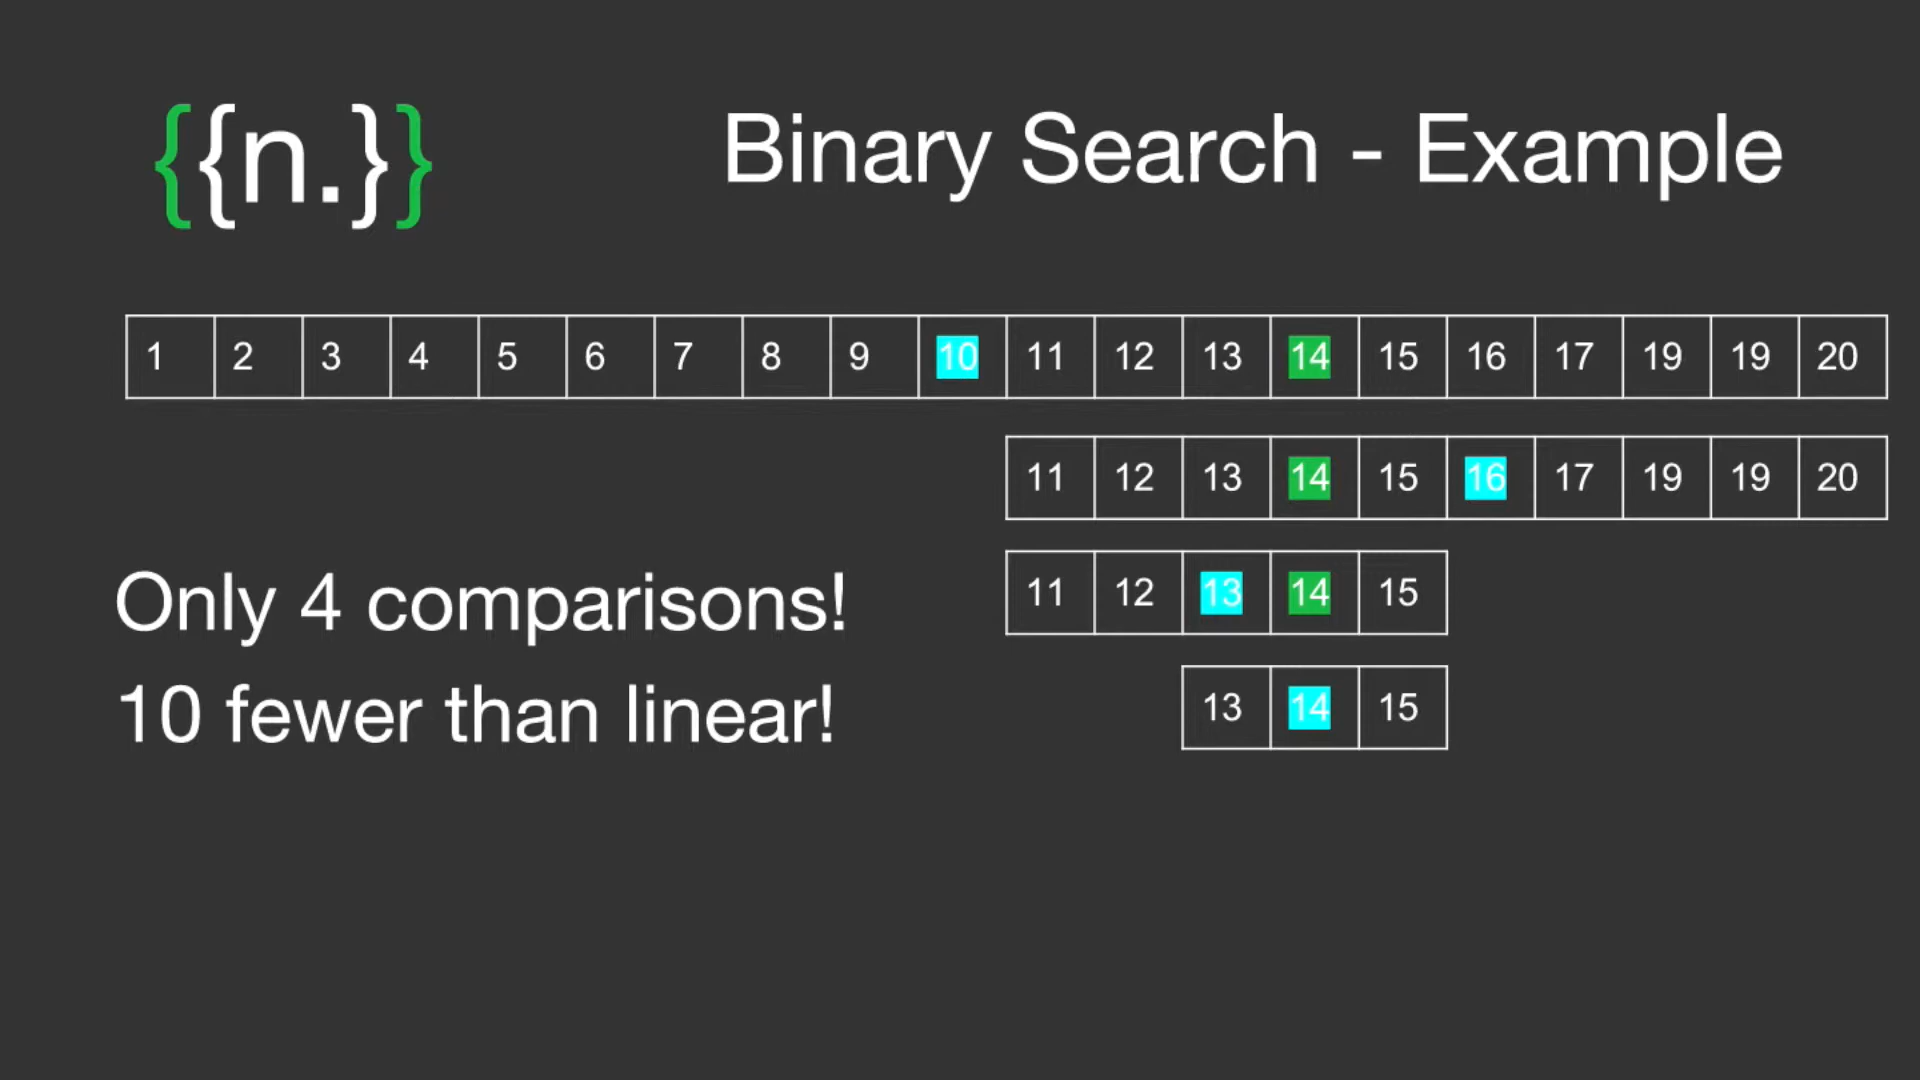 {{n.}}
Binary Search - Example
1 2 3 4 5 6 7 8 9 10 11 12 13 14 15 16 17 19 19 20
11 12 13 14 15 16 17 19 19 20
11 12 13 14 15
Only 4 comparisons!
13 14 15
10 fewer than linear!